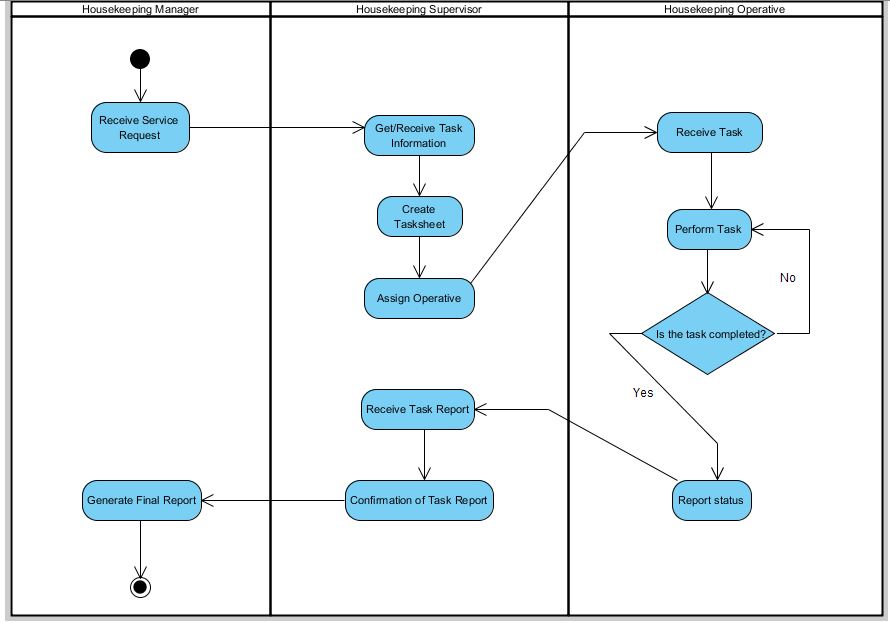 Housekeeping Manager
Housekeeping Supervisor
Housekeeping Operative
Receive Service
Request
Get/Receive Task
Information
Receive Task
Create
Tasksheet
Perform Task
No
Assign Operative
Is the task completed?
Yes
Receive Task Report
Generate Final Report
Confirmation of Task Report
Report status